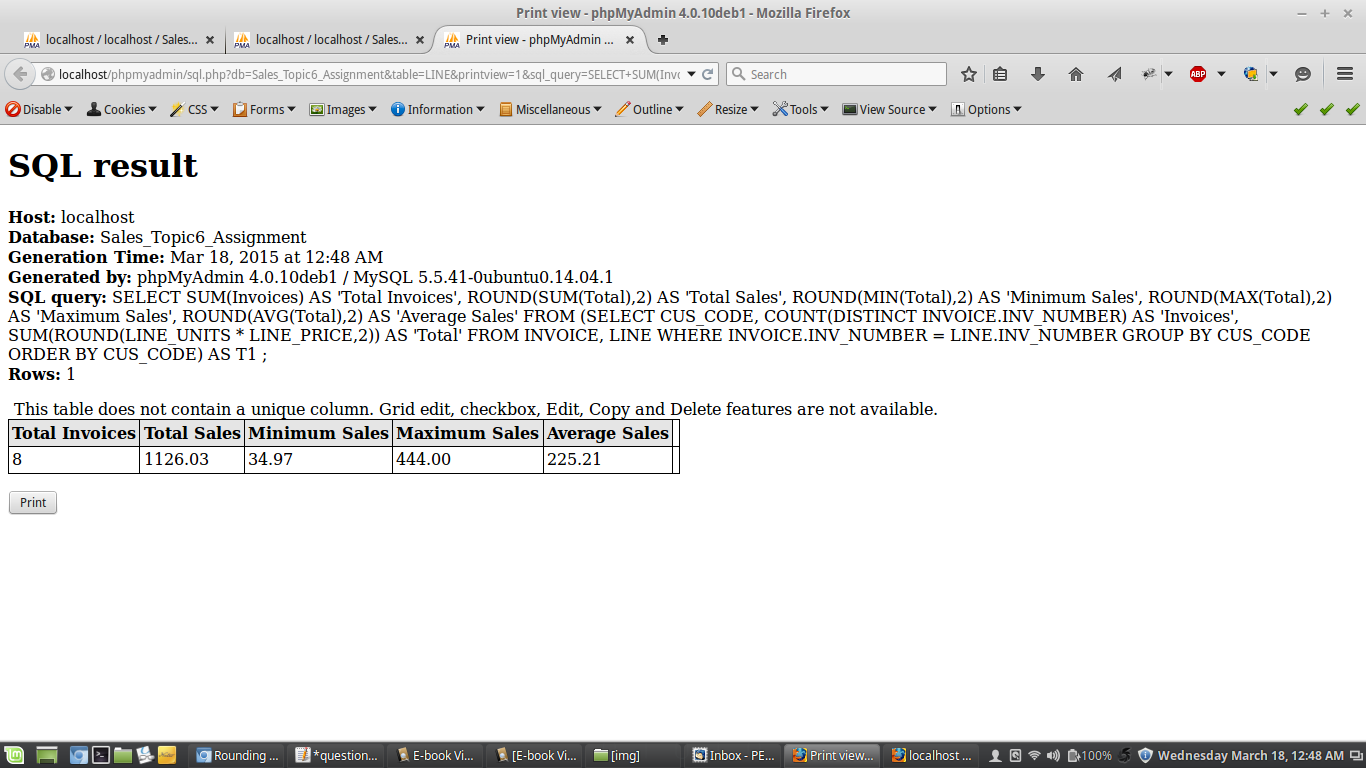 Print view - phpMyAdmin 4.0.10deb1 - Mozilla Firefox
localhost / localhost / Sales...
localhost / localhost / Sales...
Print view - phpMyAdmin ...
localhost/phpmyadmin/sql.php?db=Sales_Topic6_Assignment&table=LINE&printview=1&sql_query=SELECT+SUM(Invo
Search
ABP
Disable Cookies CSS Forms Images Information Miscellaneous Outline Resize Tools View Source Options
SQL result
Host: localhost
Database: Sales_Topic6_Assignment
Generation Time: Mar 18, 2015 at 12:48 AM
Generated by: phpMyAdmin 4.0.10deb1 / MySQL 5.5.41-0ubuntu0.14.04.1
SQL query: SELECT SUM(Invoices) AS 'Total Invoices', ROUND(SUM(Total),2) AS 'Total Sales', ROUND(MIN(Total),2) AS 'Minimum Sales', ROUND(MAX(Total),2)
AS 'Maximum Sales', ROUND(AVG(Total),2) AS 'Average Sales' FROM (SELECT CUS_CODE, COUNT(DISTINCT INVOICE.INV_NUMBER) AS 'Invoices',
SUM(ROUND(LINE_UNITS * LINE_PRICE,2)) AS 'Total' FROM INVOICE, LINE WHERE INVOICE.INV_NUMBER = LINE.INV_NUMBER GROUP BY CUS_CODE
ORDER BY CUS_CODE) AS T1 ;
Rows: 1
This table does not contain a unique column. Grid edit, checkbox, Edit, Copy and Delete features are not available.
Total Invoices Total Sales Minimum Sales Maximum Sales Average Sales
8 1126.03 34.97 444.00 225.21
Print
Rounding ... *question... E-book Vi... [E-book Vi... [img] Inbox - PE... Print view... localhost ... 100% Wednesday March 18, 12:48 AM